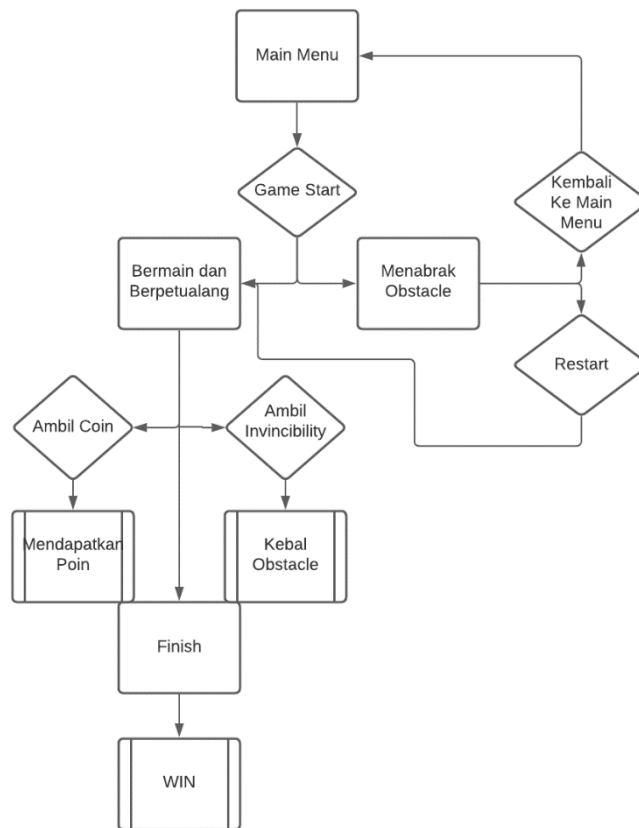 Main Menu
Game Start
Kembali
Ke Main
Menu
Bermain dan
Berpetualang
Menabrak
Obstacle
Restart
Ambil Coin
Ambil
Invincibility
Mendapatkan
Poin
Kebal
Obstacle
Finish
WIN